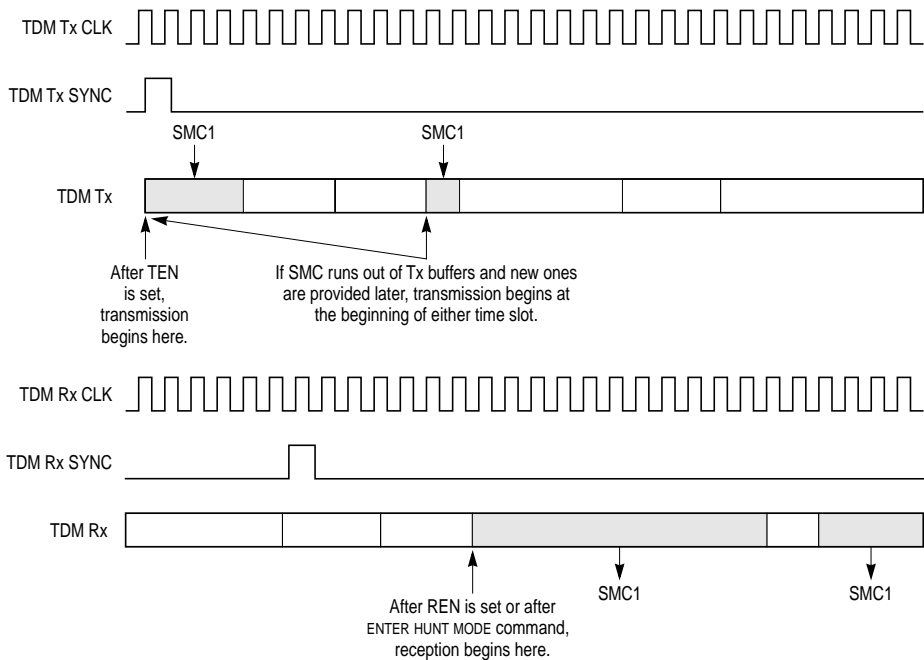 TDM Tx CLK
TDM Tx SYNC
SMC1
SMC1
TDM Tx
After TEN
is set,
transmission
begins here.
If SMC runs out of Tx buffers and new ones
are provided later, transmission begins at
the beginning of either time slot.
TDM Rx CLK
TDM Rx SYNC
TDM Rx
SMC1
SMC1
After REN is set or after
ENTER HUNT MODE command,
reception begins here.